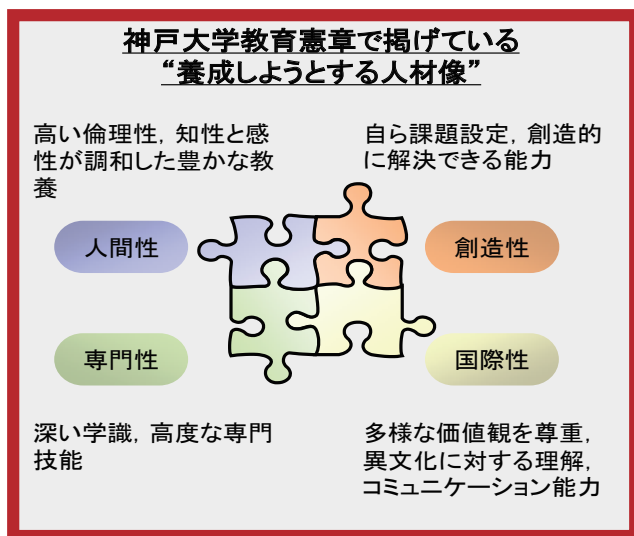 神戸大学教育憲章で掲げている
“養成しようとする人材像”
高い倫理性, 知性と感
性が調和した豊かな教
養
自ら課題設定, 創造的
に解決できる能力
人間性
創造性
専門性
国際性
深い学識, 高度な専門
技能
多様な価値観を尊重,
異文化に対する理解,
コミュニケーション能力